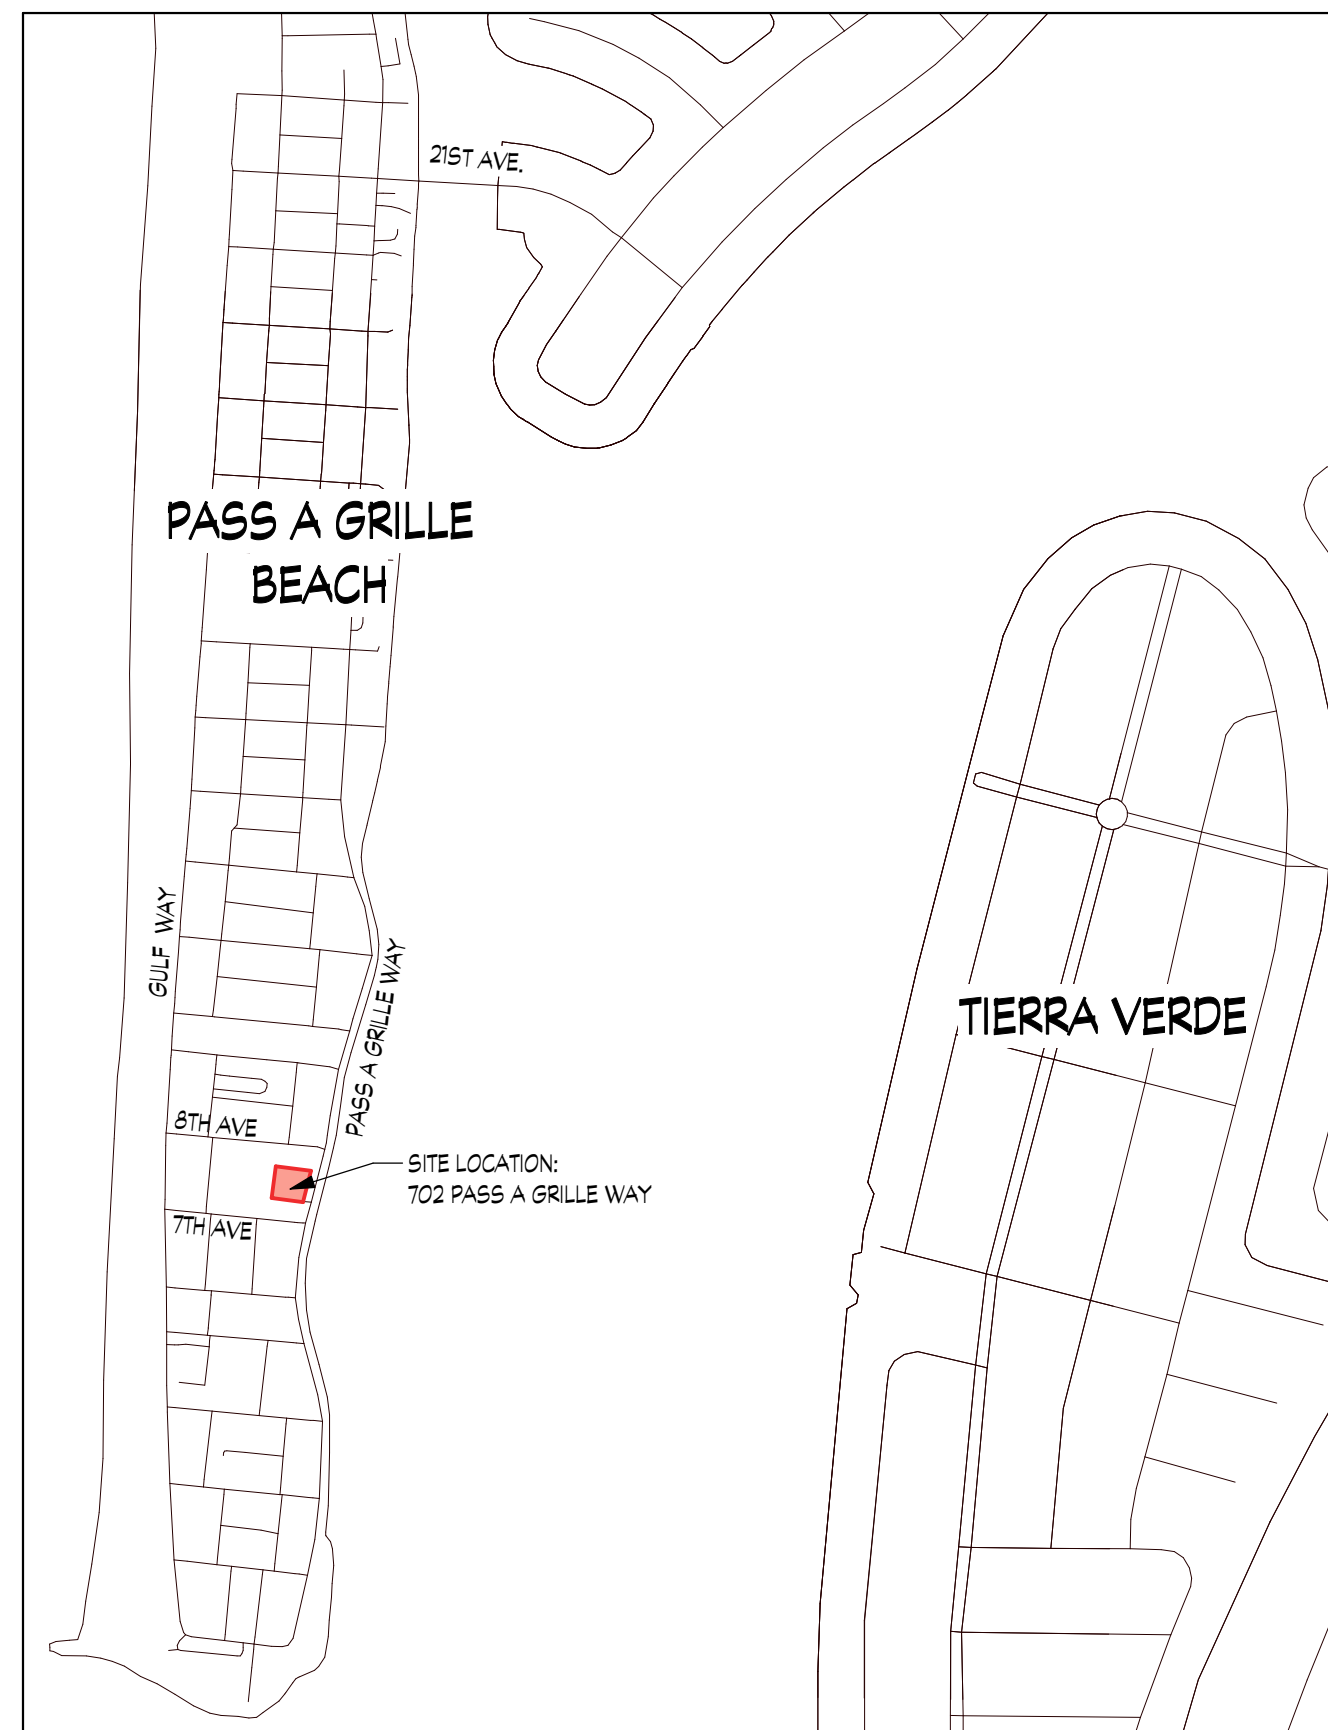 21ST AVE.
PASS A GRILLE
BEACH
GULF WAY
PASS A GRILLE WAY
TIERRA VERDE
8TH AVE
SITE LOCATION:
702 PASS A GRILLE WAY
7TH AVE